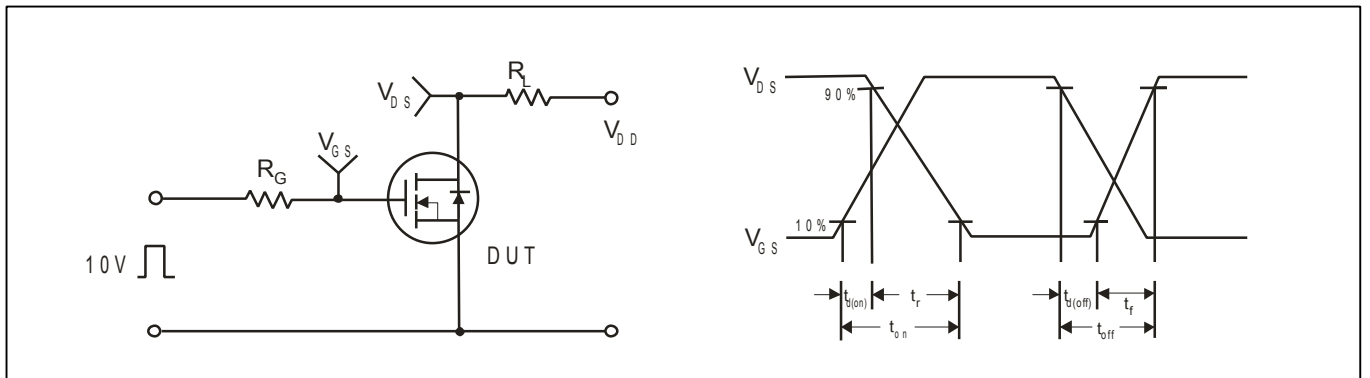 RL
VDS
VDD
VGS
RG
10V
DUT
VDS
90%
10%
VGS
td(on)
tr
td(off)
tf
ton
toff